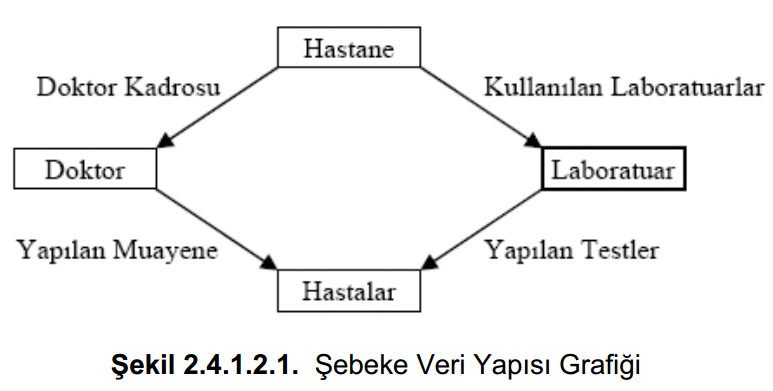 Hastane
Doktor Kadrosu
Kullanılan Laboratuarlar
Doktor
Laboratuar
Yapılan Muayene
Yapılan Testler
Hastalar
Şekil 2.4.1.2.1. Şebeke Veri Yapısı Grafiği